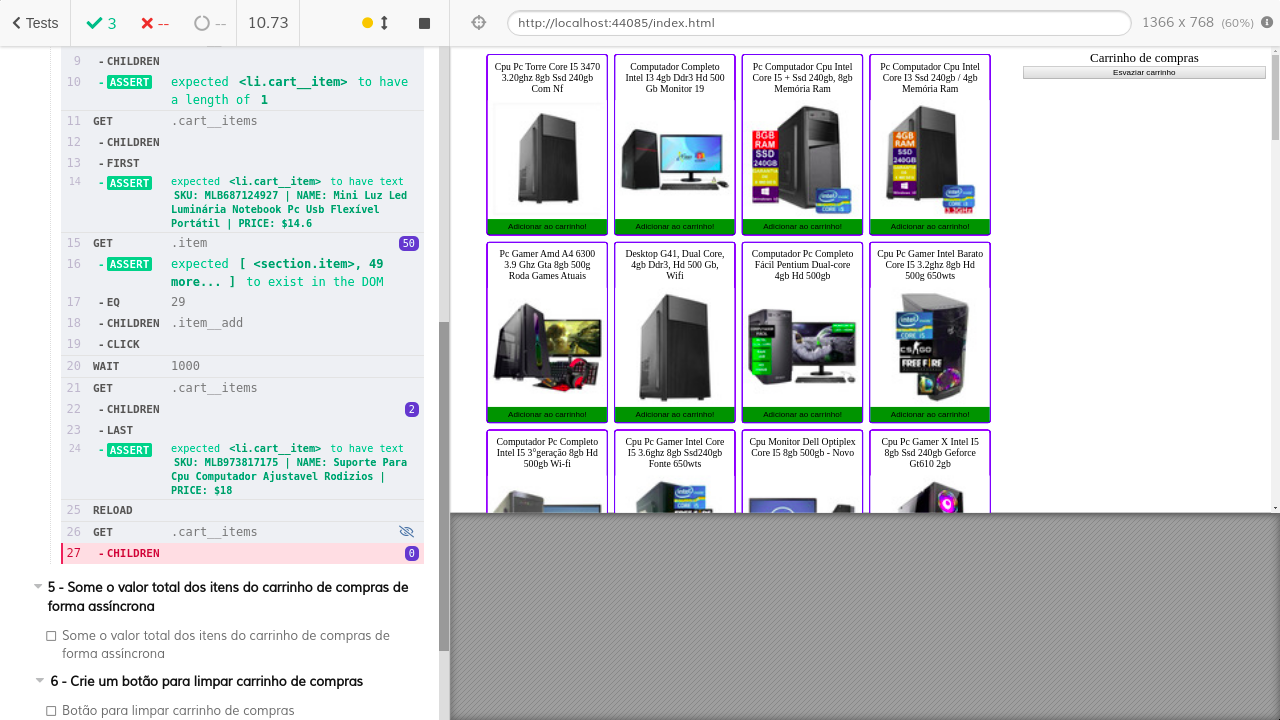 Tests
3
--
--
10.73
http://localhost:44085/index.html
1366 x 768 (60%)
9 - CHILDREN
10 - ASSERT expected <li.cart__item> to have
a length of 1
11 GET .cart__items
12 - CHILDREN
13 - FIRST
14 - ASSERT expected <li.cart__item> to have text
SKU: MLB687124927 | NAME: Mini Luz Led
Luminária Notebook Pc Usb Flexível
Portátil | PRICE: $14.6
15 GET .item 50
16 - ASSERT expected [ <section.item>, 49
more... ] to exist in the DOM
17 - EQ 29
18 - CHILDREN .item__add
19 - CLICK
20 WAIT 1000
21 GET .cart__items
22 - CHILDREN 2
23 - LAST
24 - ASSERT expected <li.cart__item> to have text
SKU: MLB973817175 | NAME: Suporte Para
Cpu Computador Ajustavel Rodizios |
PRICE: $18
25 RELOAD
26 GET .cart__items
27 - CHILDREN 0
5 - Some o valor total dos itens do carrinho de compras de
forma assíncrona
Some o valor total dos itens do carrinho de compras de
forma assíncrona
6 - Crie um botão para limpar carrinho de compras
Botão para limpar carrinho de compras
Cpu Pc Torre Core I5 3470
3.20ghz 8gb Ssd 240gb
Com Nf
Adicionar ao carrinho!
Computador Completo
Intel I3 4gb Ddr3 Hd 500
Gb Monitor 19
Adicionar ao carrinho!
Pc Computador Cpu Intel
Core I5 + Ssd 240gb, 8gb
Memória Ram
8GB
RAM
SSD
240GB
Adicionar ao carrinho!
Pc Computador Cpu Intel
Core I3 Ssd 240gb / 4gb
Memória Ram
4GB
RAM
SSD
240GB
Adicionar ao carrinho!
Carrinho de compras
Esvaziar carrinho
Pc Gamer Amd A4 6300
3.9 Ghz Gta 8gb 500g
Roda Games Atuais
Adicionar ao carrinho!
Desktop G41, Dual Core,
4gb Ddr3, Hd 500 Gb,
Wifi
Adicionar ao carrinho!
Computador Pc Completo
Fácil Pentium Dual-core
4gb Hd 500gb
Adicionar ao carrinho!
Cpu Pc Gamer Intel Barato
Core I5 3.2ghz 8gb Hd
500g 650wts
intel
CORE i5
CS:GO
FREE FIRE
Adicionar ao carrinho!
Computador Pc Completo
Intel I5 3°geração 8gb Hd
500gb Wi-fi
Cpu Pc Gamer Intel Core
I5 3.6ghz 8gb Ssd240gb
Fonte 650wts
Cpu Monitor Dell Optiplex
Core I5 8gb 500gb - Novo
Cpu Pc Gamer X Intel I5
8gb Ssd 240gb Geforce
Gt610 2gb